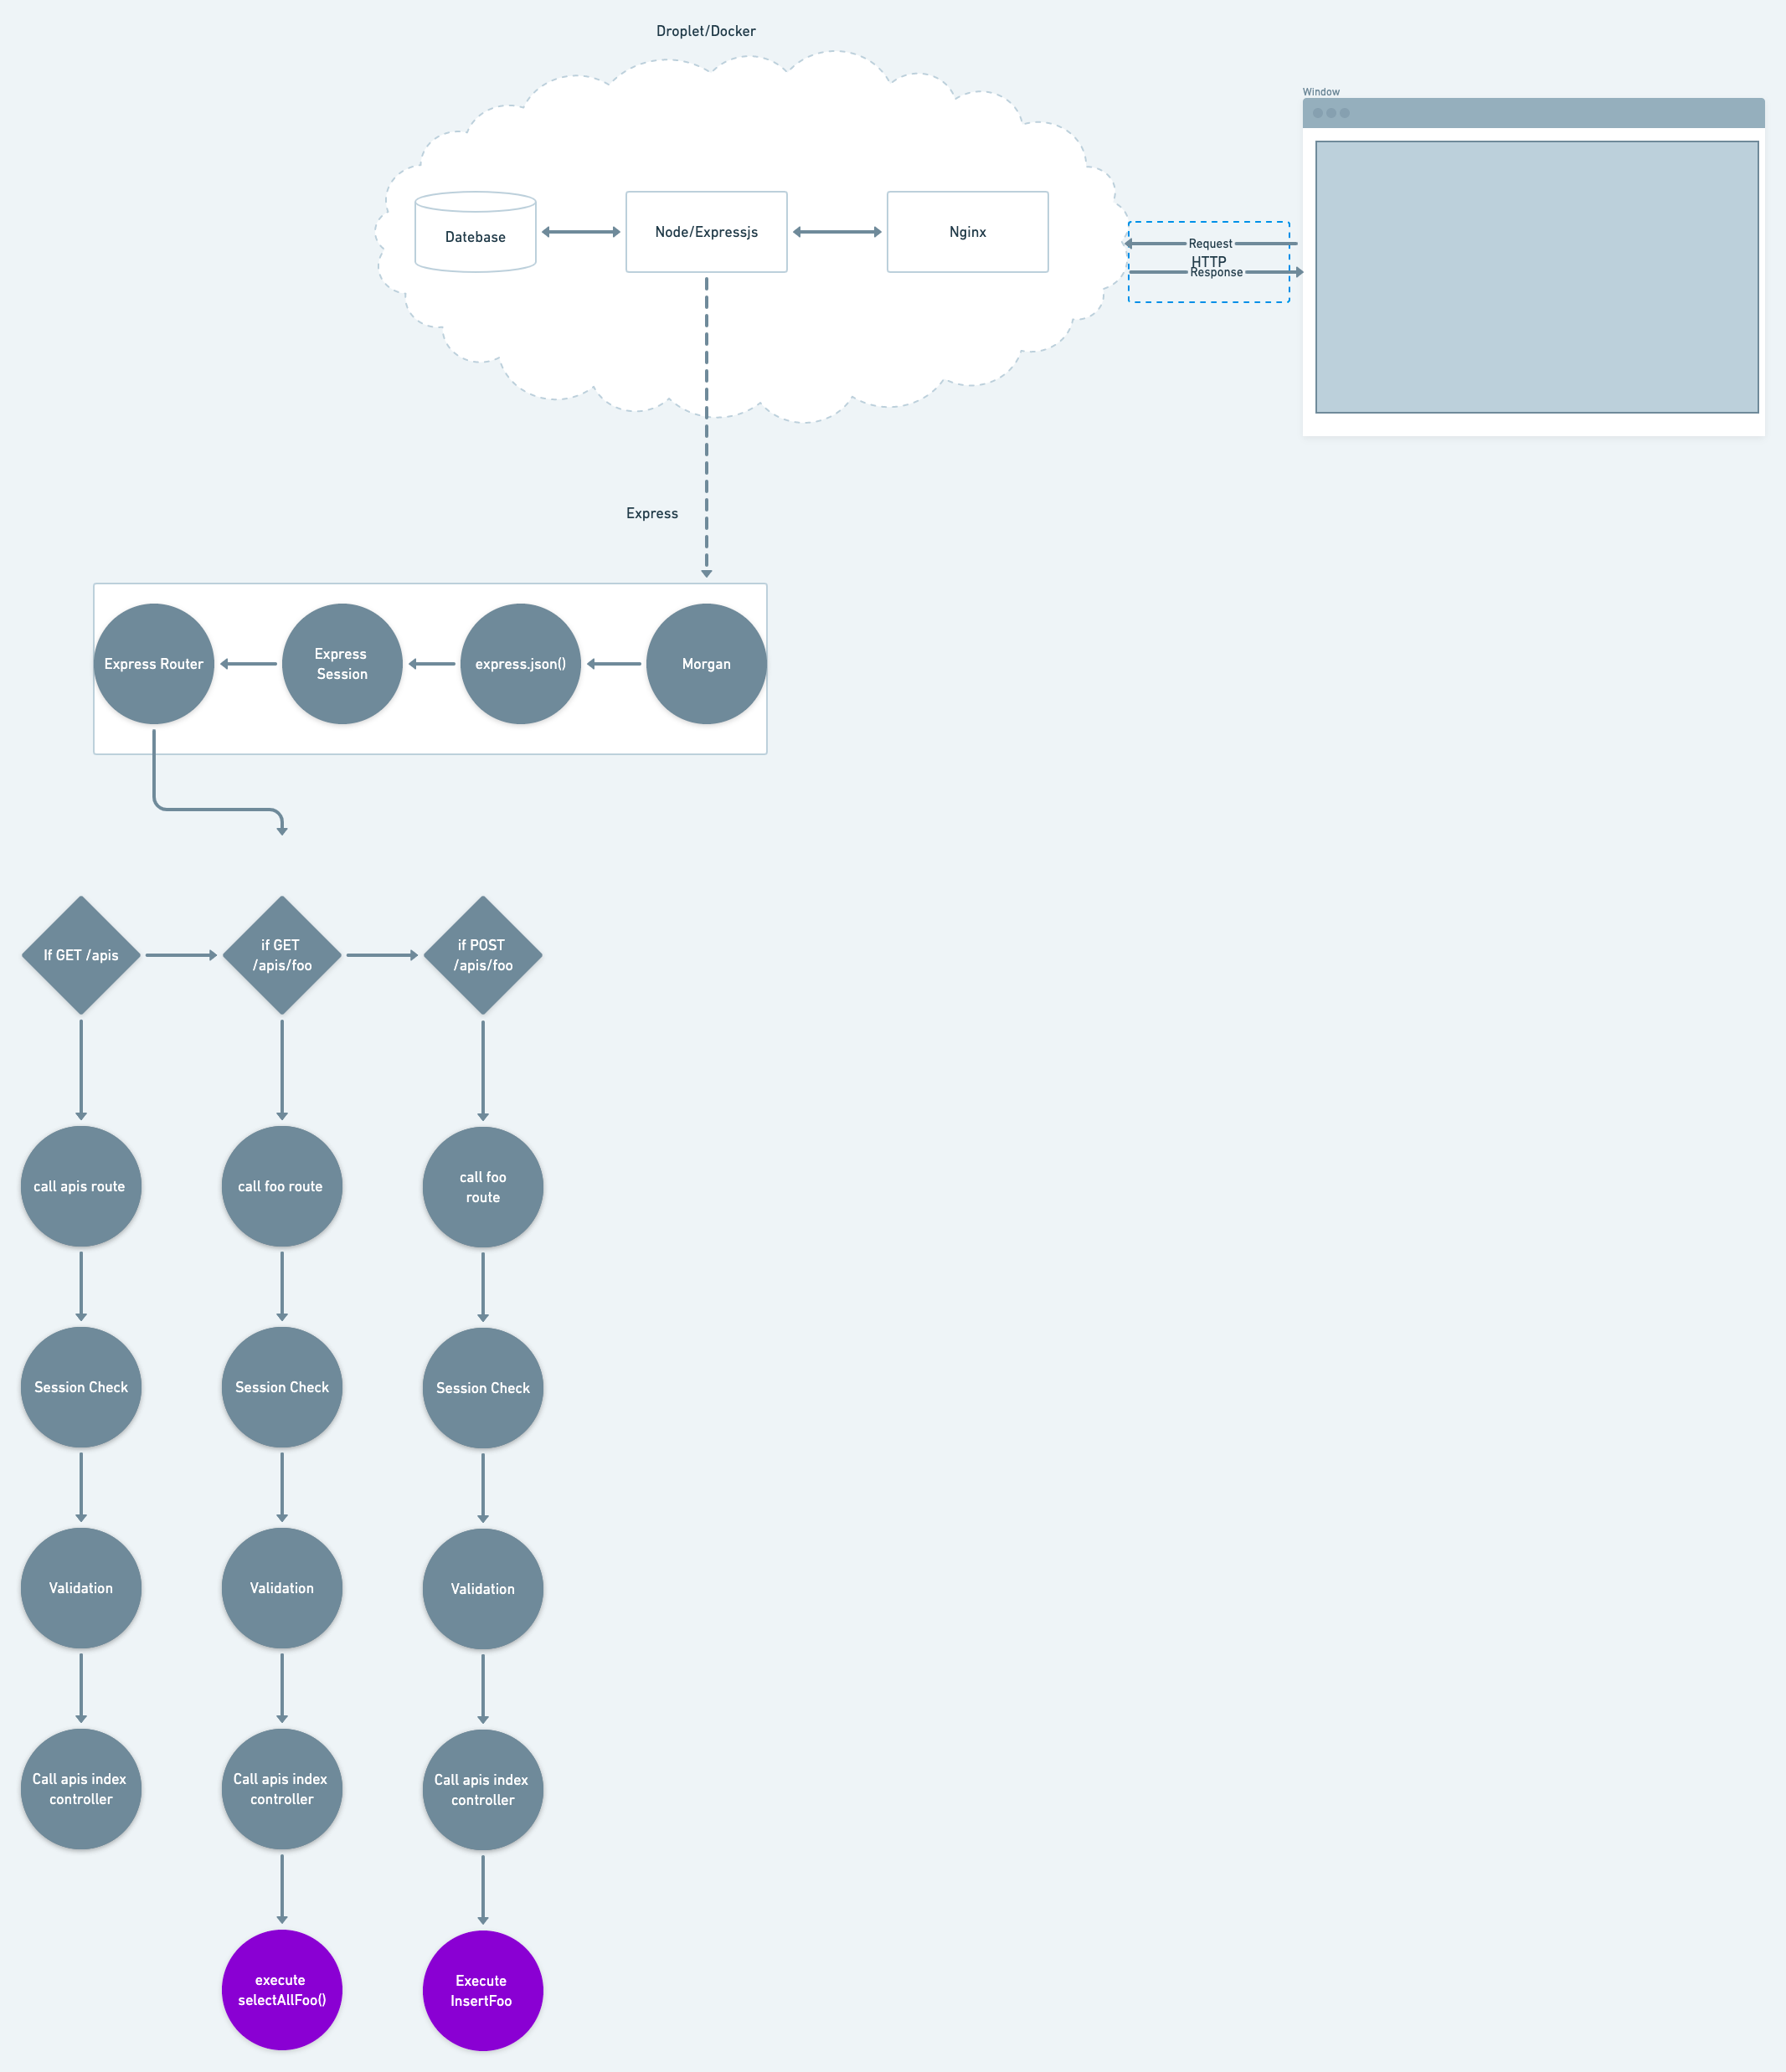 Droplet/Docker
Window
Datebase
Node/Expressjs
Nginx
Request
HTTP
Response
Express
Express Router
Express
Session
express.json()
Morgan
If GET /apis
if GET
/apis/foo
if POST
/apis/foo
call apis route
call foo route
call foo
route
Session Check
Session Check
Session Check
Validation
Validation
Validation
Call apis index
controller
Call apis index
controller
Call apis index
controller
execute
selectAllFoo()
Execute
InsertFoo